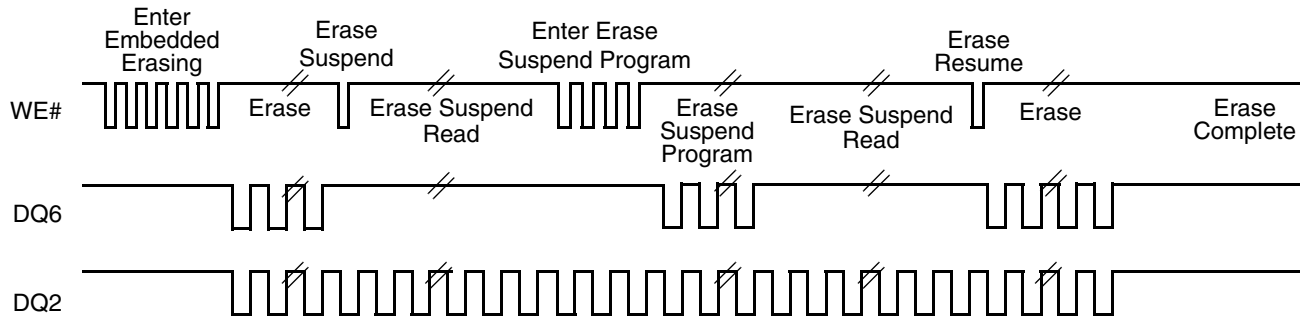 Enter
Embedded
Erasing
Erase
Suspend
Enter Erase
Suspend Program
Erase
Resume
WE#
Erase
Erase Suspend
Read
Erase
Suspend
Program
Erase Suspend
Read
Erase
Erase
Complete
DQ6
DQ2